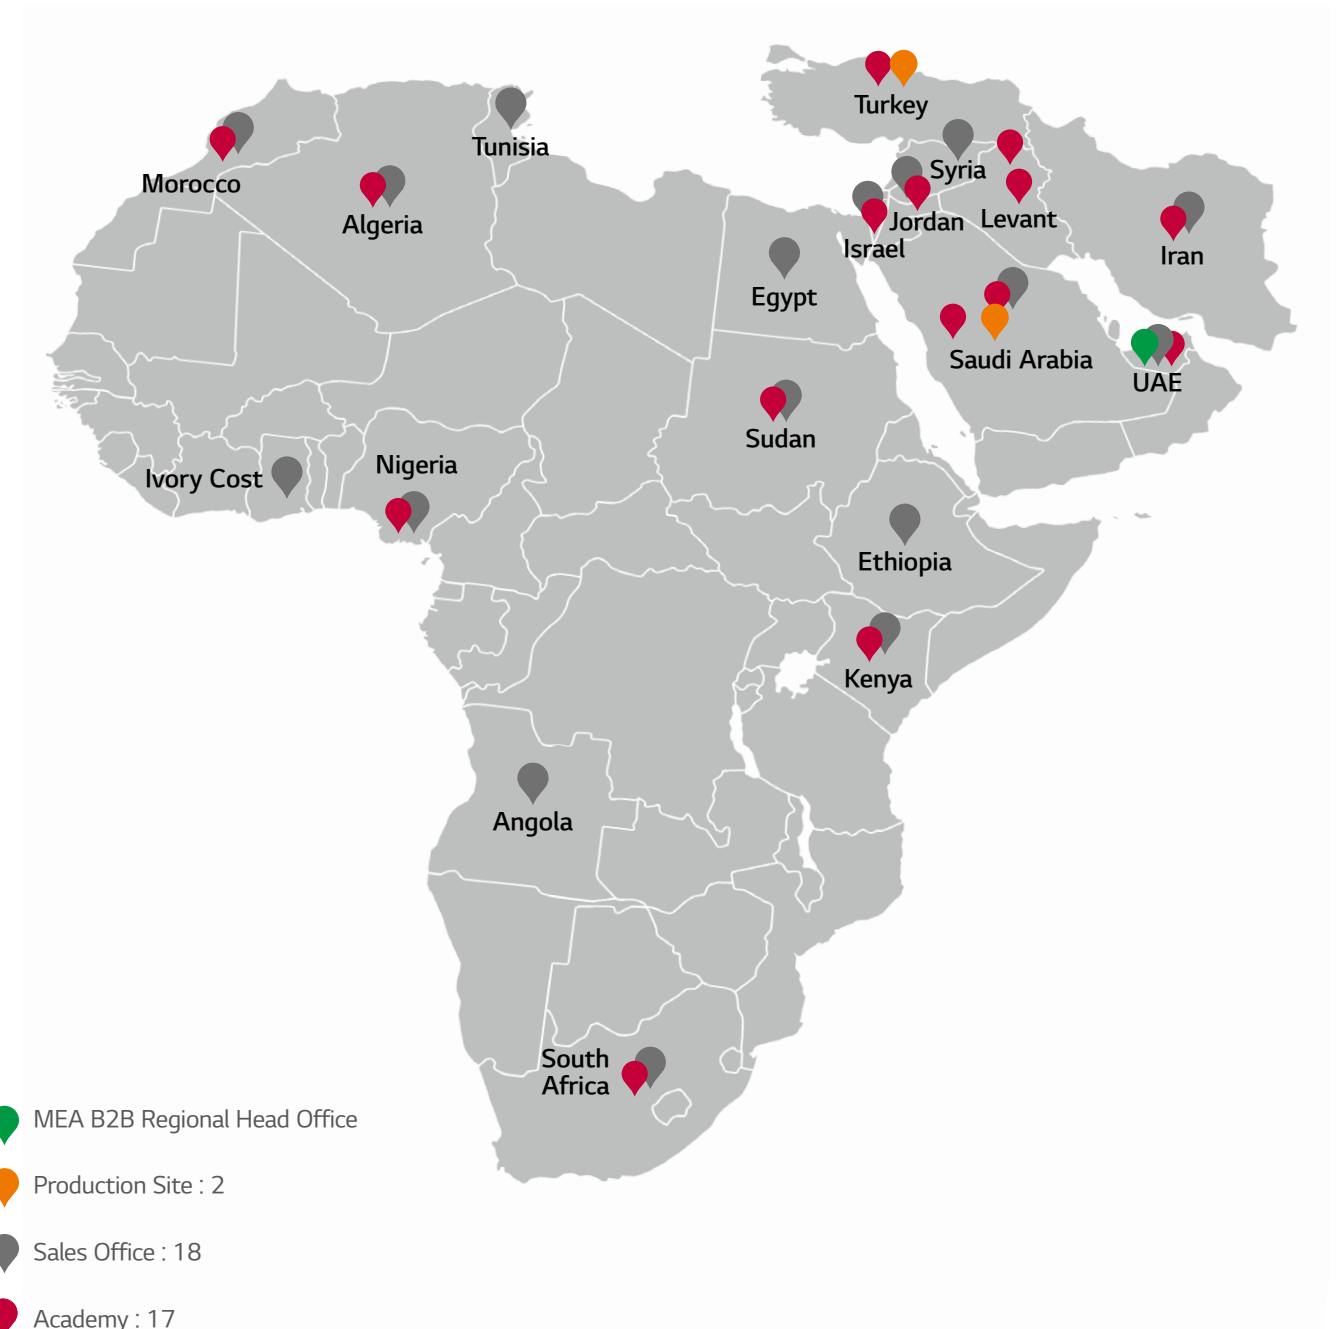 Turkey
Tunisia
Syria
Morocco
Algeria
Jordan
Levant
Israel
Iran
Egypt
Saudi Arabia
UAE
Sudan
Nigeria
Ivory Cost
Ethiopia
Kenya
Angola
South
Africa
MEA B2B Regional Head Office
Production Site : 2
Sales Office : 18
Academy : 17